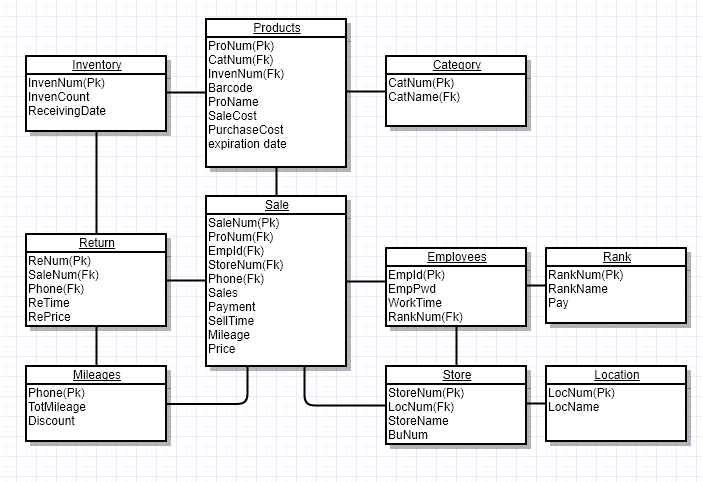 Products
ProNum(Pk)
CatNum(Fk)
InvenNum(Fk)
Barcode
ProName
SaleCost
PurchaseCost
expiration date
Inventory
InvenNum(Pk)
InvenCount
ReceivingDate
Category
CatNum(Pk)
CatName(Fk)
Sale
SaleNum(Pk)
ProNum(Fk)
EmpId(Fk)
StoreNum(Fk)
Phone(Fk)
Sales
Payment
SellTime
Mileage
Price
Return
ReNum(Pk)
SaleNum(Fk)
Phone(Fk)
ReTime
RePrice
Employees
EmpId(Pk)
EmpPwd
WorkTime
RankNum(Fk)
Rank
RankNum(Pk)
RankName
Pay
Mileages
Phone(Pk)
TotMileage
Discount
Store
StoreNum(Pk)
LocNum(Fk)
StoreName
BuNum
Location
LocNum(Pk)
LocName